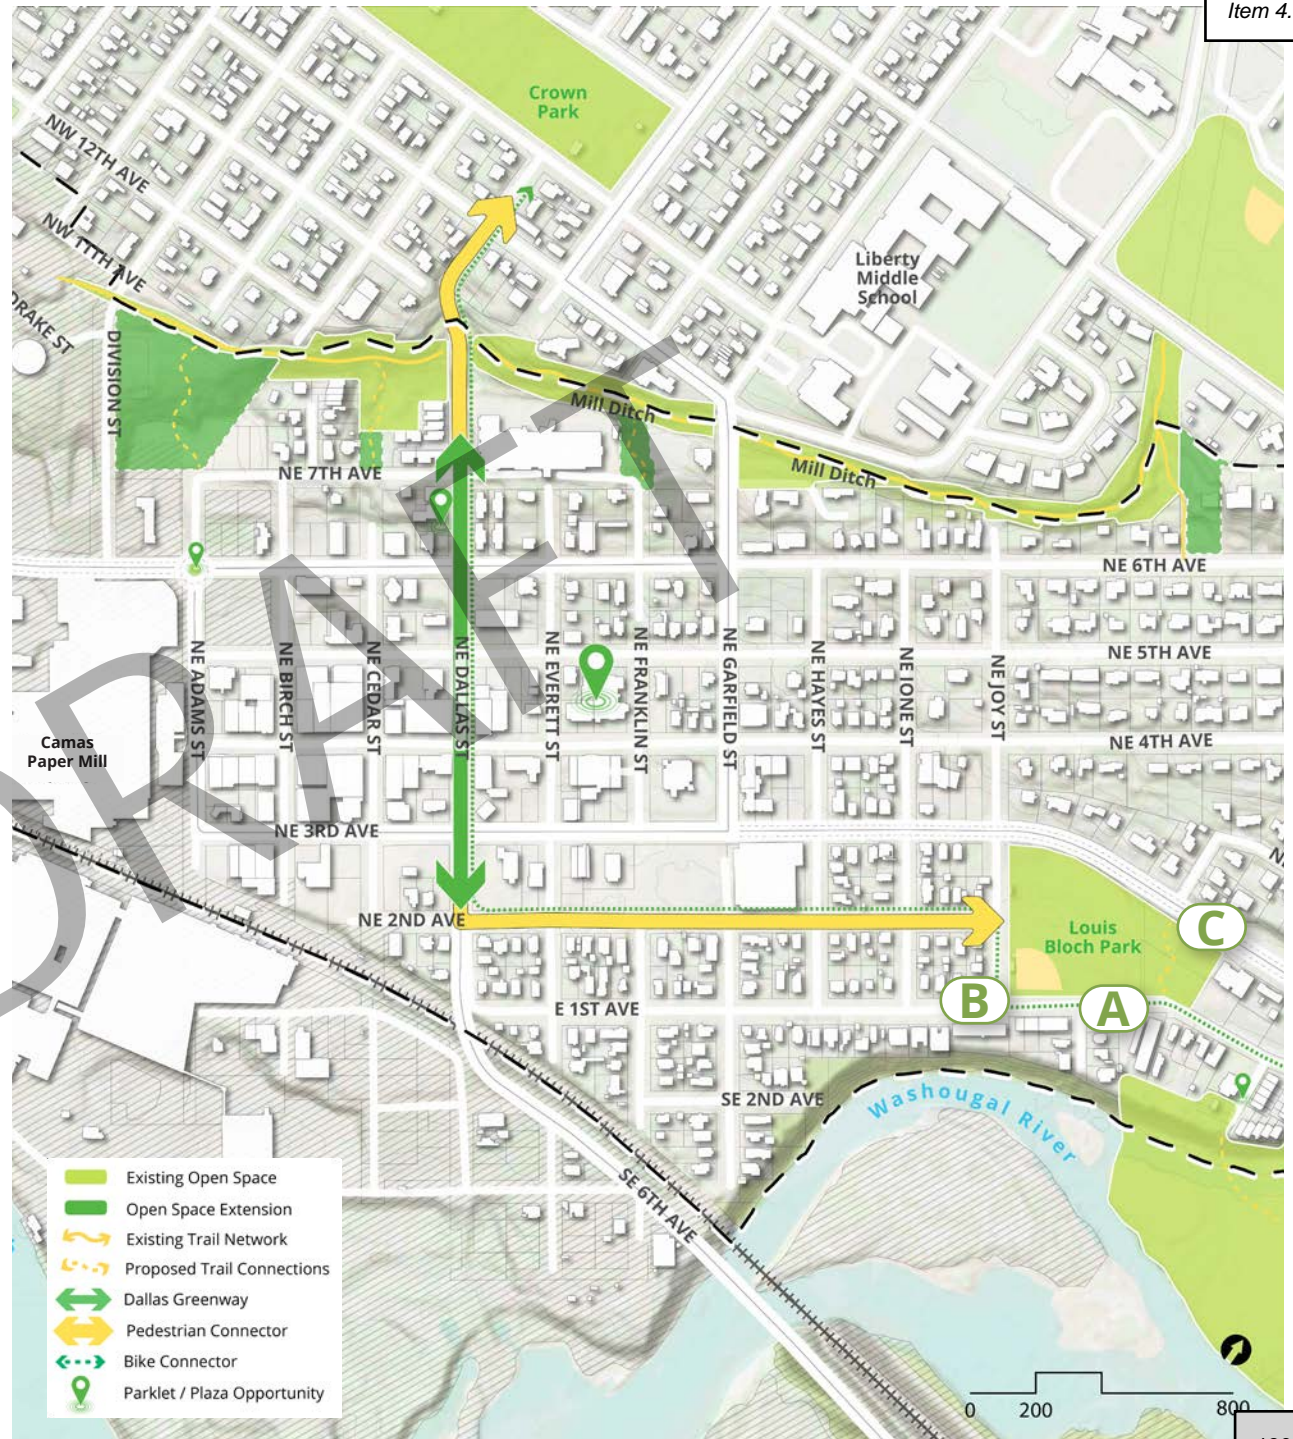 Item 4.
Crown
Park
NW 12TH AVE
NW 11TH AVE
DRAKE ST
DIVISION ST
Liberty
Middle
School
Mill Ditch
Mill Ditch
NE 7TH AVE
NE 6TH AVE
NE 5TH AVE
NE 4TH AVE
NE ADAMS ST
NE BIRCH ST
NE CEDAR ST
NE DALLAS ST
NE EVERETT ST
NE FRANKLIN ST
NE GARFIELD ST
NE HAYES ST
NE IONE ST
NE JOY ST
Camas
Paper Mill
NE 3RD AVE
NE 2ND AVE
Louis
Bloch Park
C
B
A
E 1ST AVE
SE 2ND AVE
Washougal River
SE 6TH AVE
DRAFT
Existing Open Space
Open Space Extension
Existing Trail Network
Proposed Trail Connections
Dallas Greenway
Pedestrian Connector
Bike Connector
Parklet / Plaza Opportunity
0 200 800